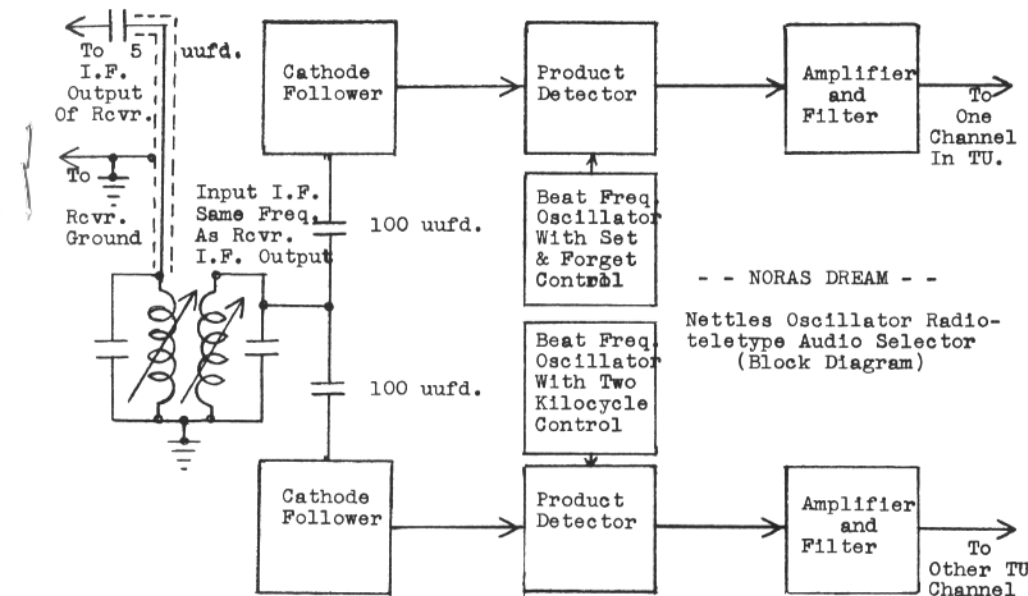 To 5 uufd.
I.F.
Output
Of Rcvr.
To
Rcvr.
Ground
Input I.F.
Same Freq.
As Rcvr.
I.F. Output
Cathode
Follower
Product
Detector
Amplifier
and
Filter
To
One
Channel
In TU.
100 uufd.
Beat Freq.
Oscillator
With Set
& Forget
Control
- - NORAS DREAM - -
Nettles Oscillator Radio-
teletype Audio Selector
(Block Diagram)
100 uufd.
Beat Freq.
Oscillator
With Two
Kilocycle
Control
Cathode
Follower
Product
Detector
Amplifier
and
Filter
To
Other TU
Channel